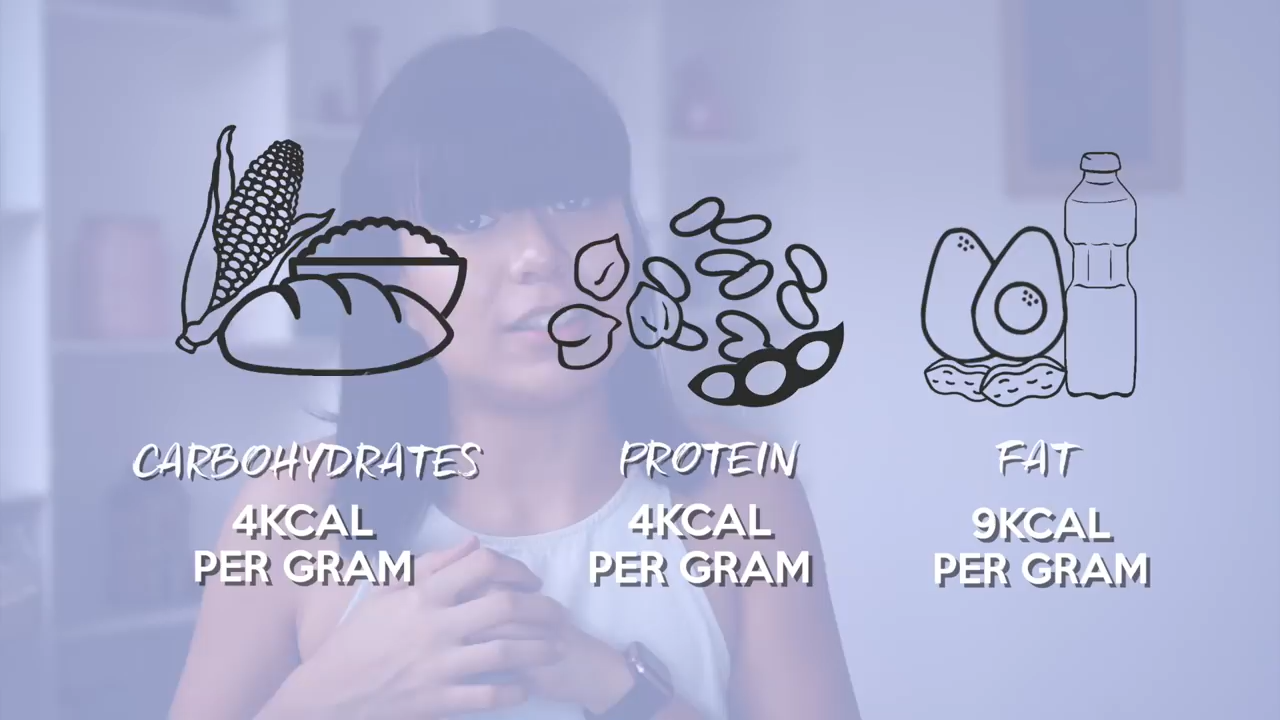 CARBOHYDRATES
4KCAL
PER GRAM
PROTEIN
4KCAL
PER GRAM
FAT
9KCAL
PER GRAM